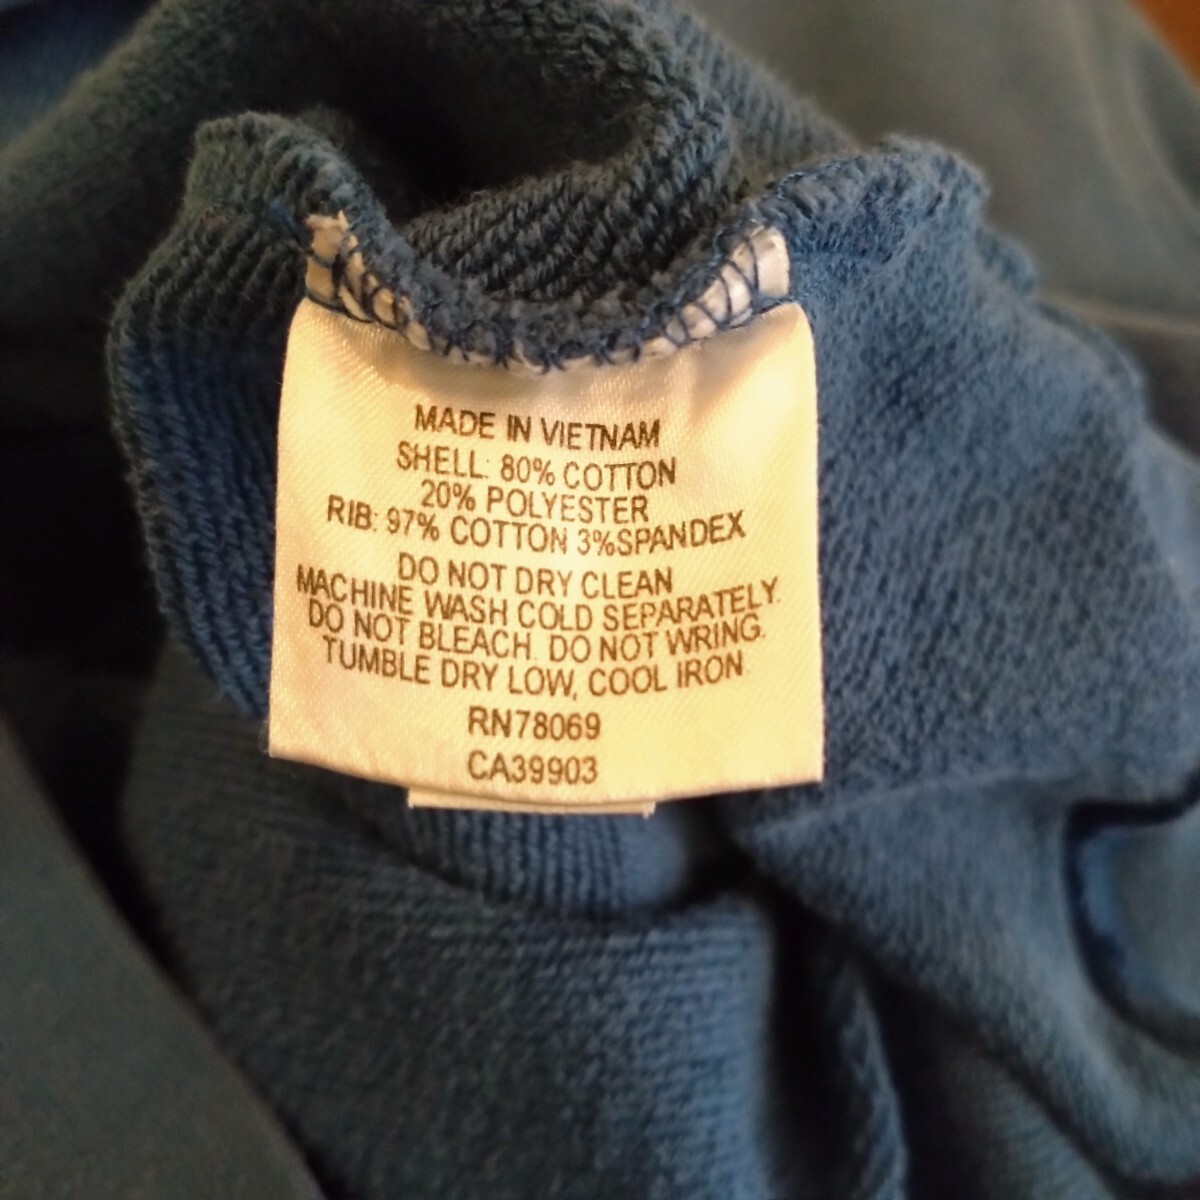 MADE IN VIETNAM
SHELL: 80% COTTON
20% POLYESTER
RIB: 97% COTTON 3%SPANDEX
DO NOT DRY CLEAN
MACHINE WASH COLD SEPARATELY.
DO NOT BLEACH. DO NOT WRING.
TUMBLE DRY LOW, COOL IRON.
RN78069
CA39903